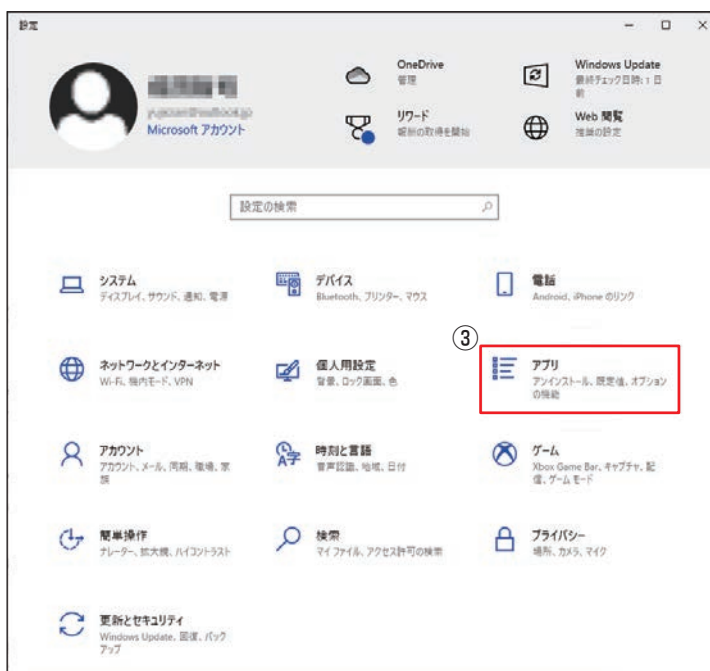 設定
OneDrive
管理
Windows Update
最終チェック日時: 1 日
前
Microsoft アカウント
リワード
報酬の取得を開始
Web 閲覧
推奨の設定
設定の検索
システム
ディスプレイ、サウンド、通知、電源
デバイス
Bluetooth、プリンター、マウス
電話
Android、iPhone のリンク
③
ネットワークとインターネット
Wi-Fi、機内モード、VPN
個人用設定
背景、ロック画面、色
アプリ
アンインストール、既定値、オプション
の機能
アカウント
アカウント、メール、同期、職場、家
族
時刻と言語
音声認識、地域、日付
ゲーム
Xbox Game Bar、キャプチャ、配
信、ゲーム モード
簡単操作
ナレーター、拡大鏡、ハイコントラスト
検索
マイ ファイル、アクセス許可の検索
プライバシー
場所、カメラ、マイク
更新とセキュリティ
Windows Update、回復、バック
アップ